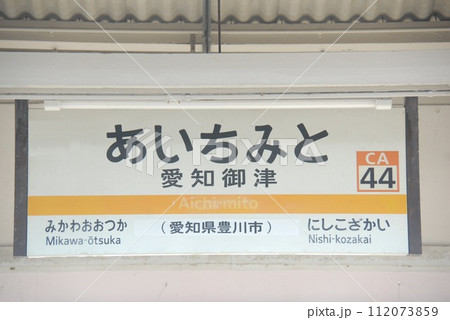 あいちみと
愛知御津
CA
44
Aichi-mito
みかわおおつか
Mikawa-ōtsuka
(愛知県豊川市)
にしこざかい
Nishi-kozakai
PIXTA
112073859